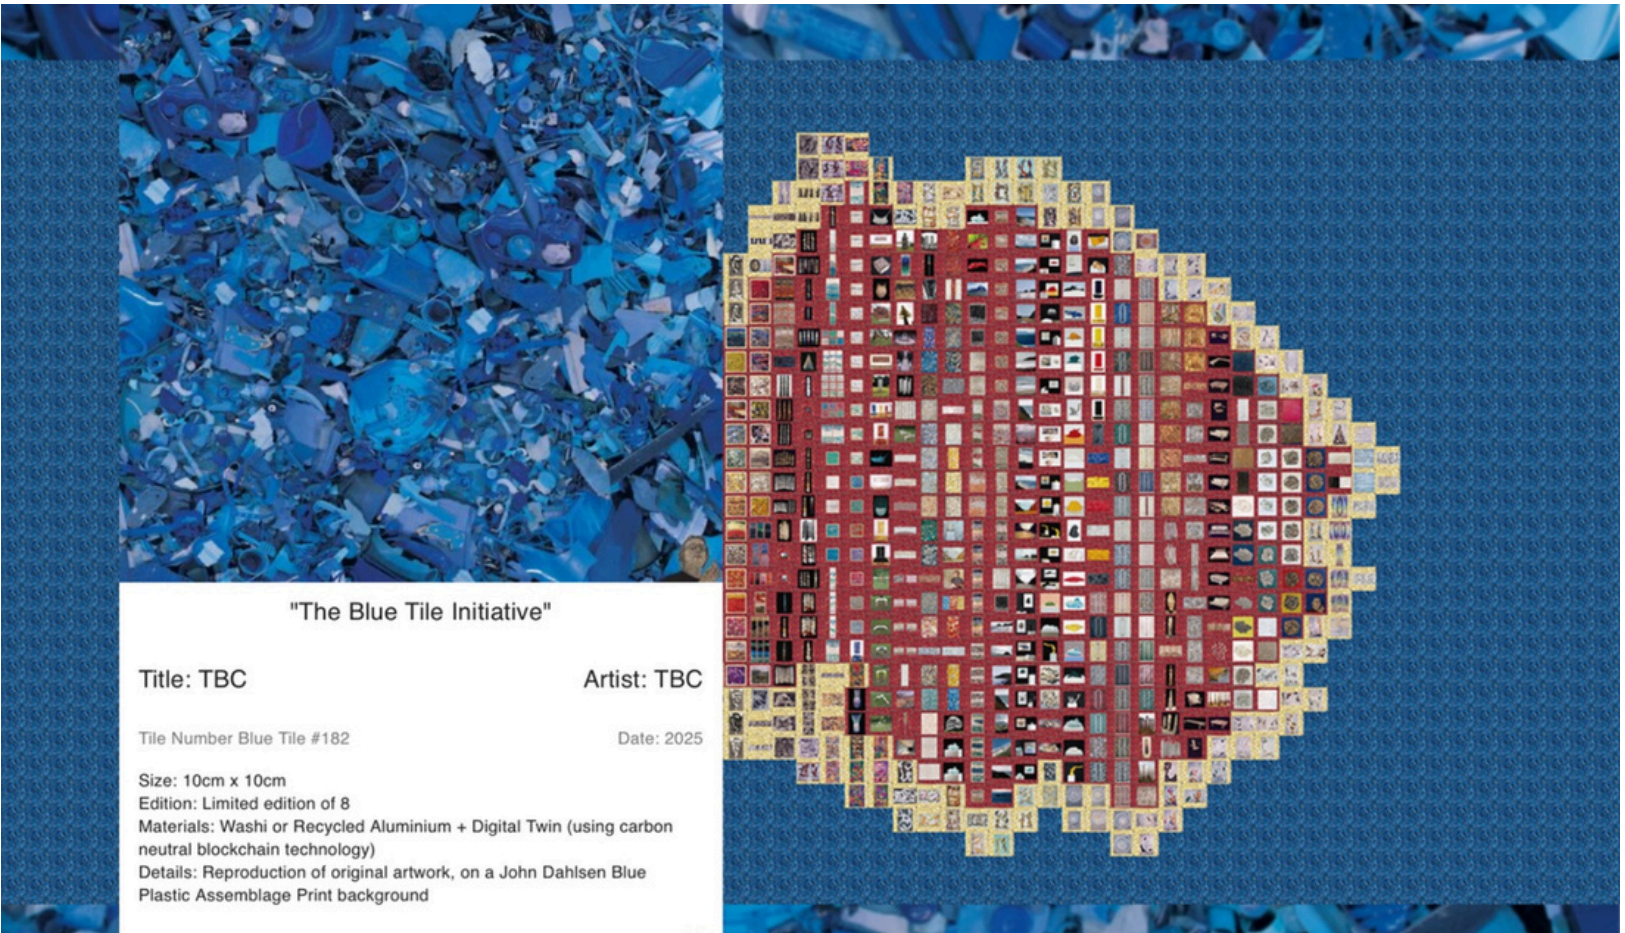 "The Blue Tile Initiative"
Title: TBC
Artist: TBC
Tile Number Blue Tile #182
Date: 2025
Size: 10cm x 10cm
Edition: Limited edition of 8
Materials: Washi or Recycled Aluminium + Digital Twin (using carbon
neutral blockchain technology)
Details: Reproduction of original artwork, on a John Dahlsen Blue
Plastic Assemblage Print background